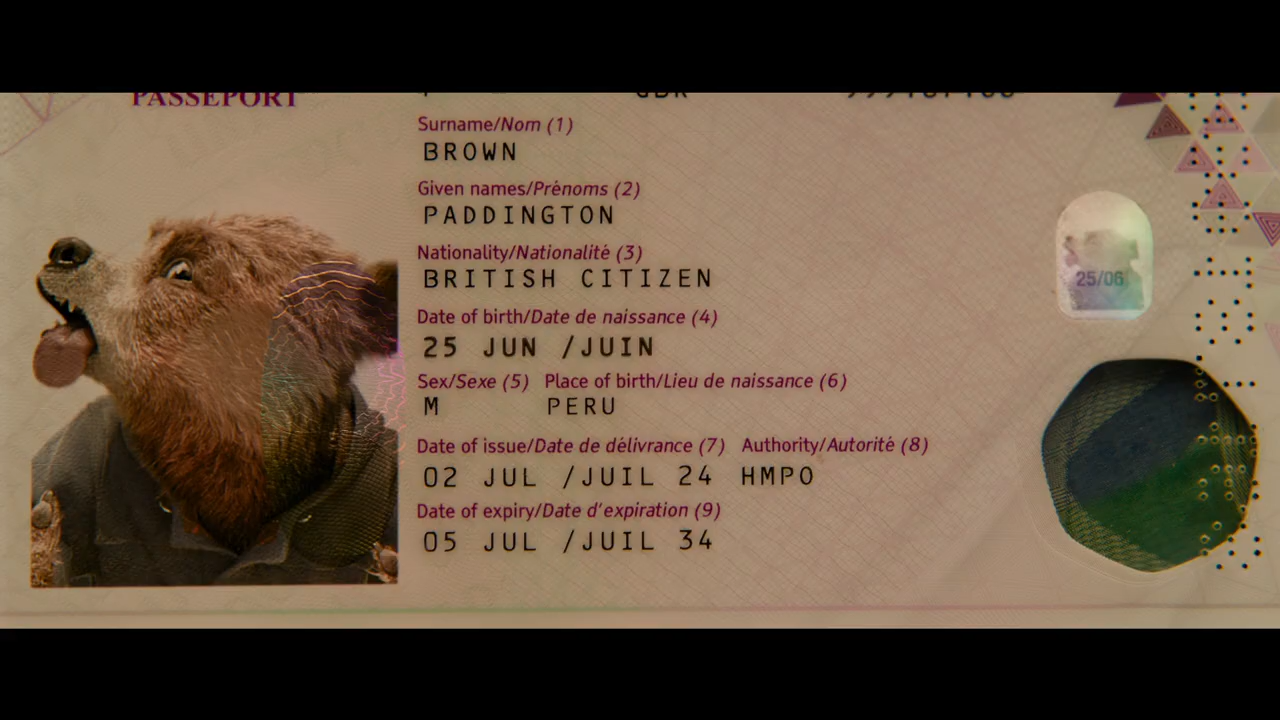 PASSEPORT
Surname/Nom (1)
BROWN
Given names/Prénoms (2)
PADDINGTON
Nationality/Nationalité (3)
BRITISH CITIZEN
Date of birth/Date de naissance (4)
25 JUN /JUIN
25/06
Sex/Sexe (5) Place of birth/Lieu de naissance (6)
M PERU
Date of issue/Date de délivrance (7) Authority/Autorité (8)
02 JUL /JUIL 24 HMPO
Date of expiry/Date d'expiration (9)
05 JUL /JUIL 34